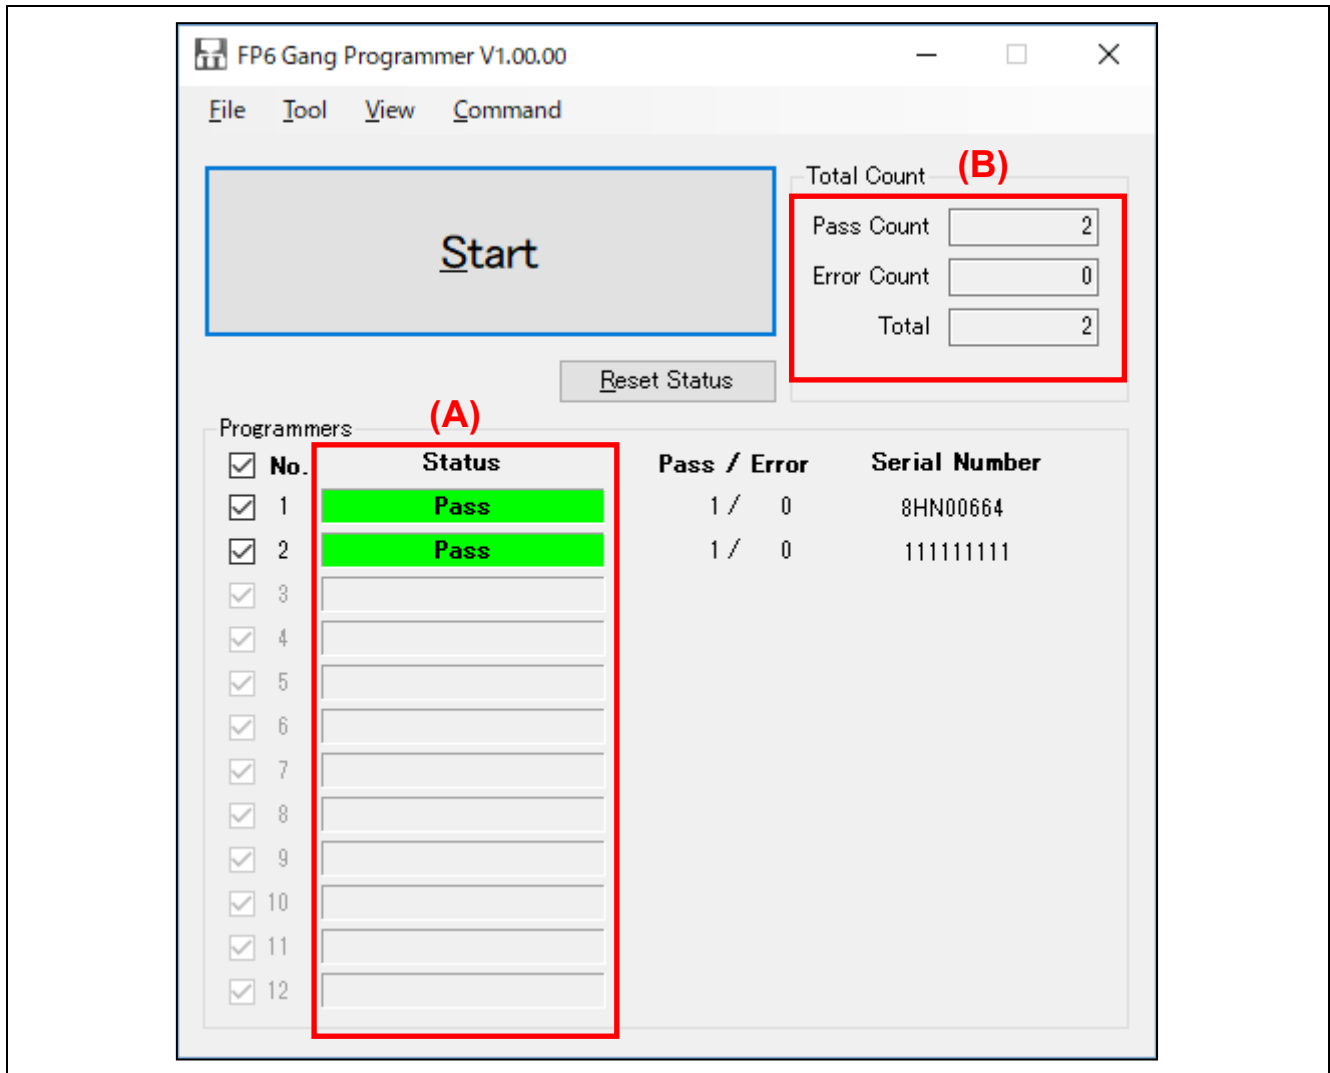 FP6 Gang Programmer V1.00.00
File Tool View Command
Start
Total Count (B)
Pass Count 2
Error Count 0
Total 2
Reset Status
Programmers (A)
No. Status Pass / Error Serial Number
1 Pass 1 / 0 8HN00664
2 Pass 1 / 0 111111111
3
4
5
6
7
8
9
10
11
12